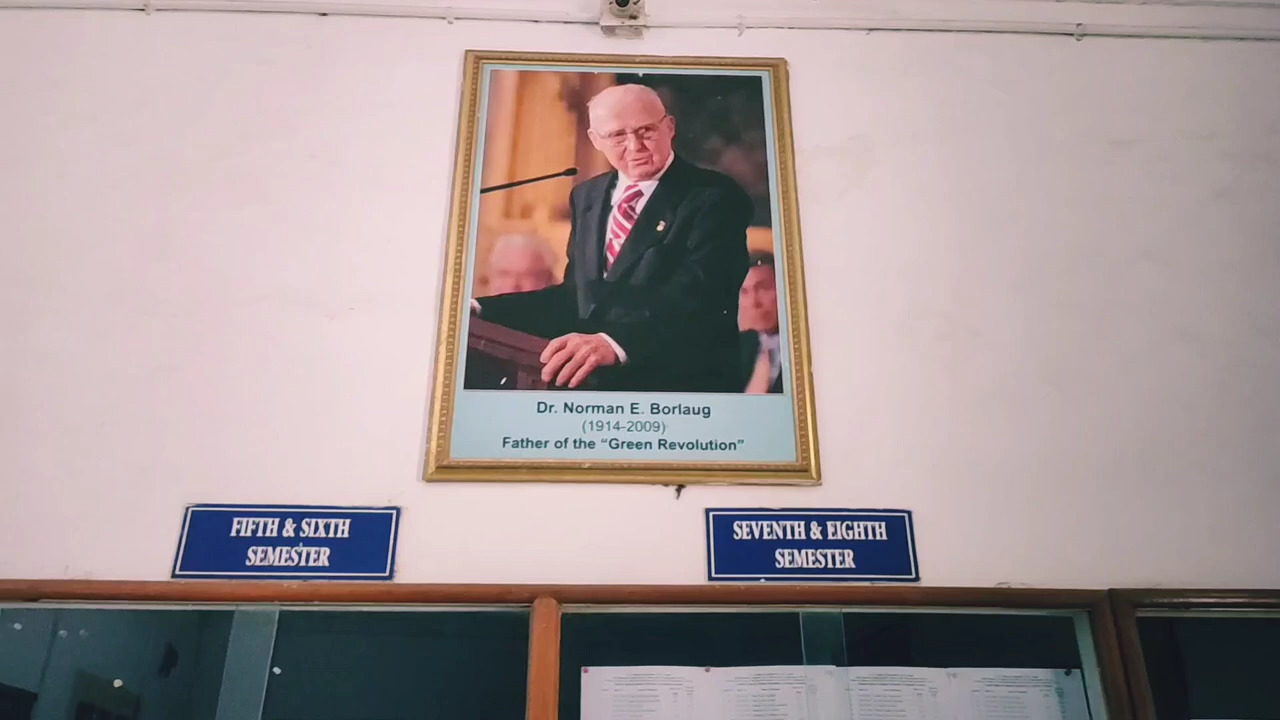 Dr. Norman E. Borlaug
(1914-2009)
Father of the “Green Revolution”
FIFTH & SIXTH
SEMESTER
SEVENTH & EIGHTH
SEMESTER